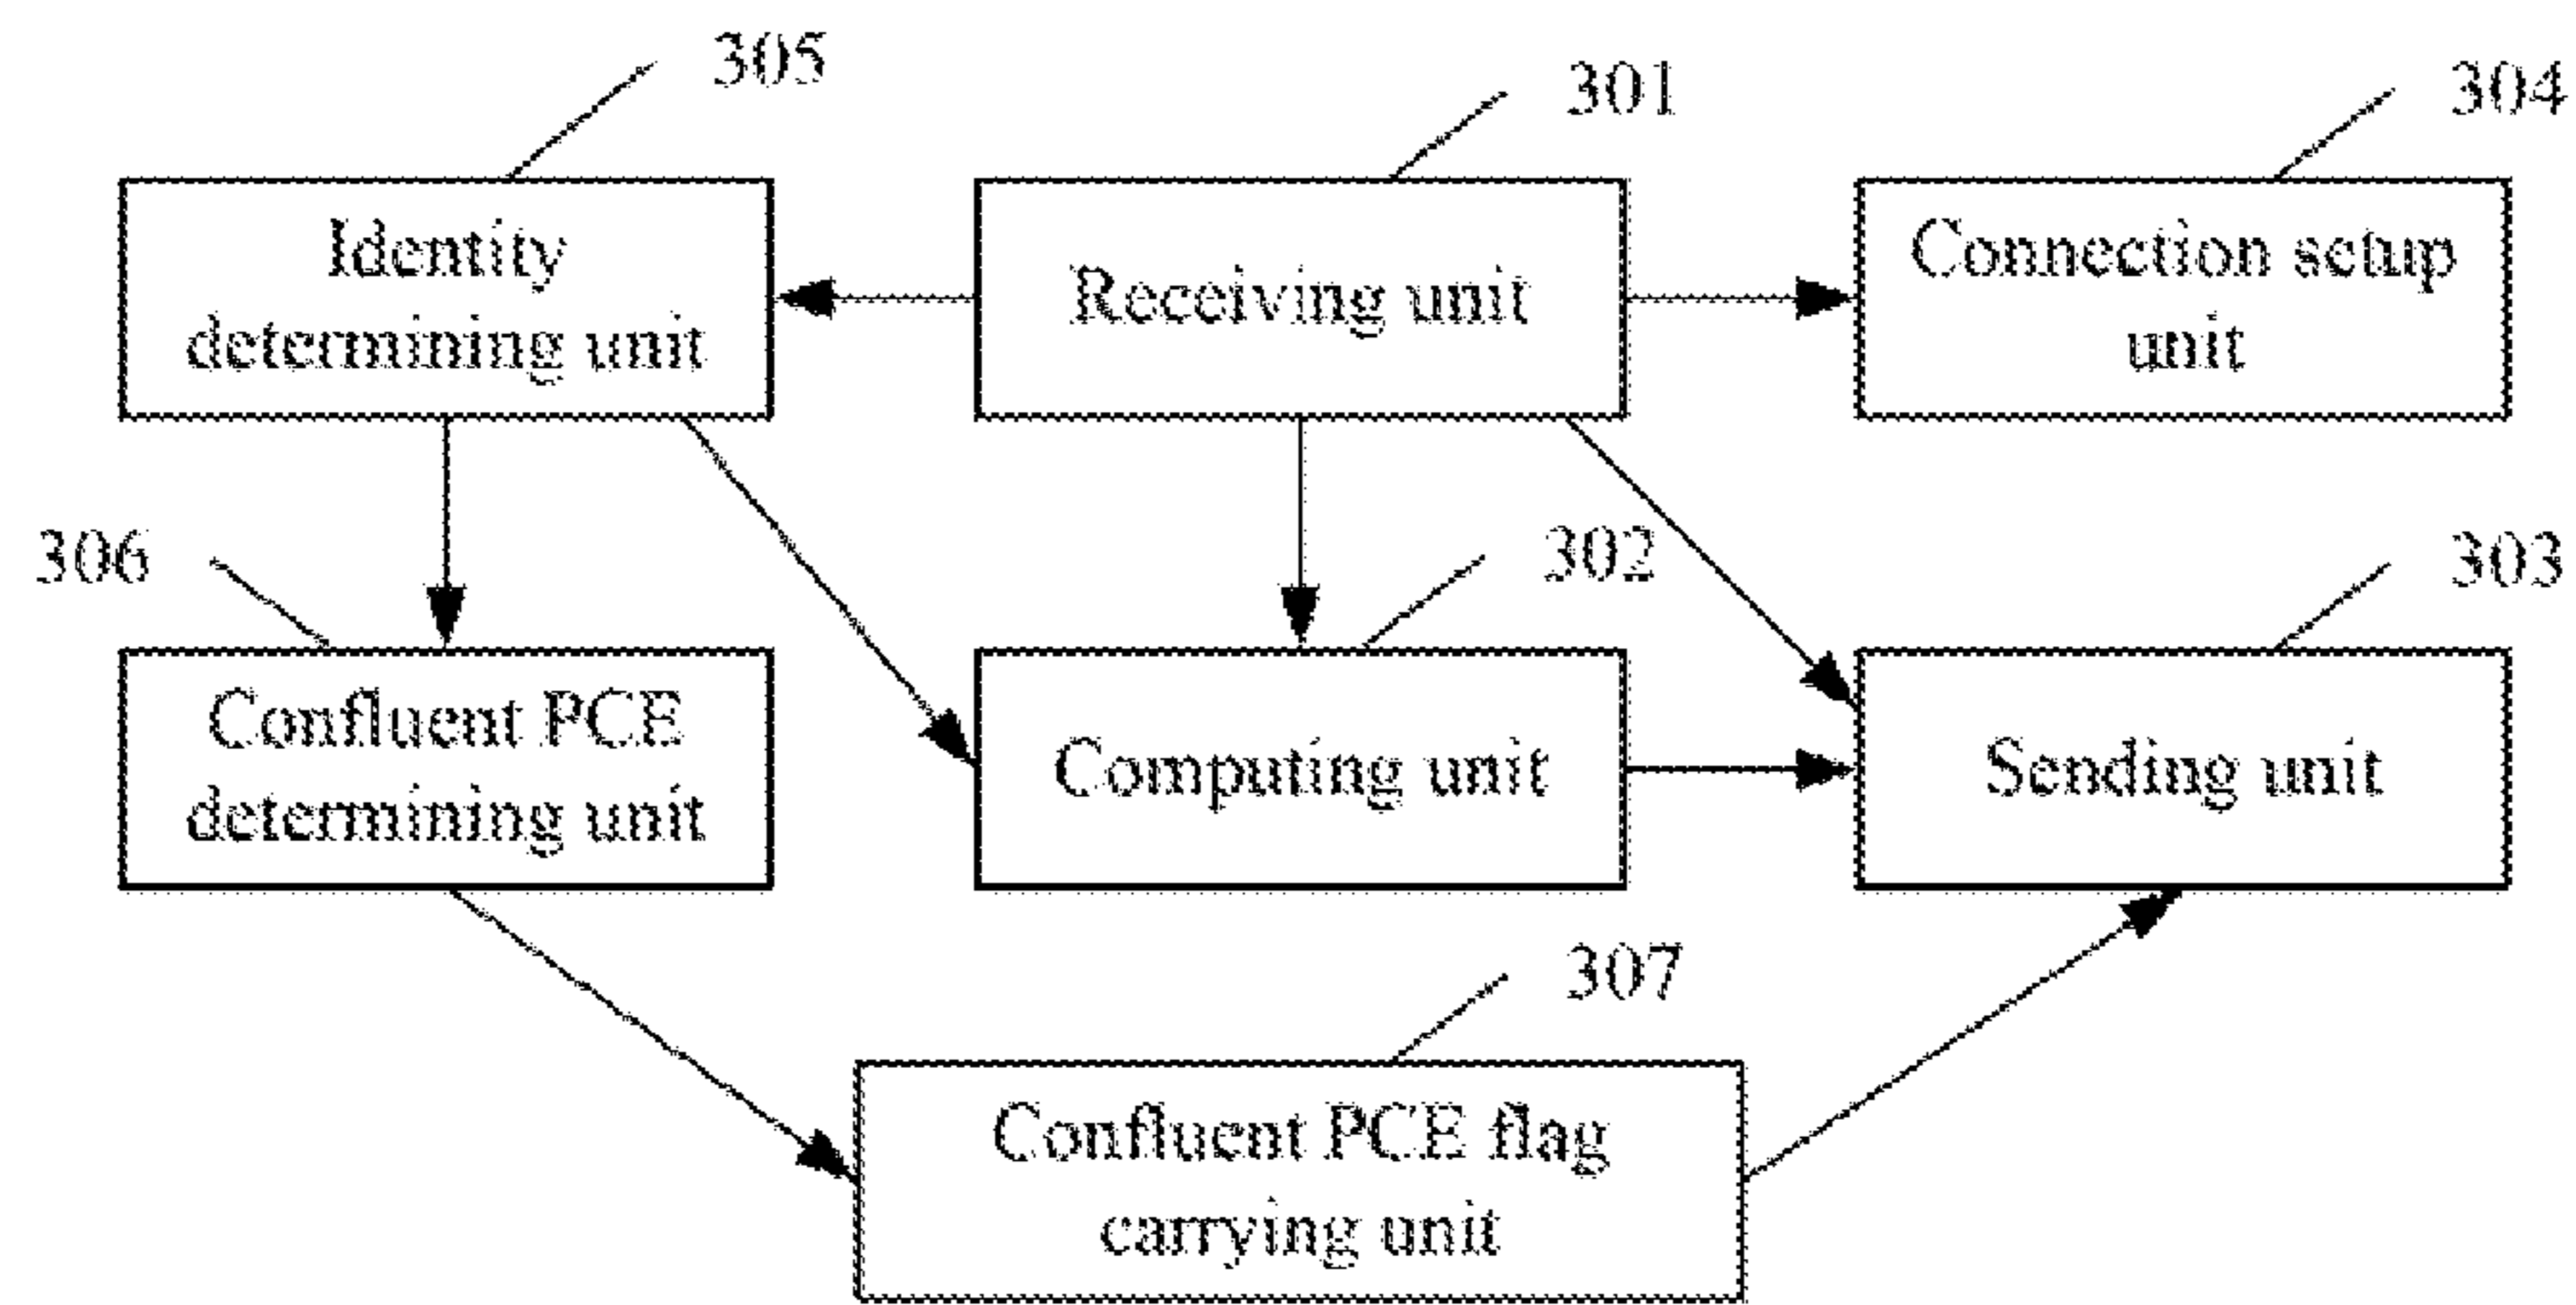 305
301
304
Identity
determining unit
Receiving unit
Connection setup
unit
306
302
303
Confluent PCE
determining unit
Computing unit
Sending unit
307
Confluent PCE flag
carrying unit